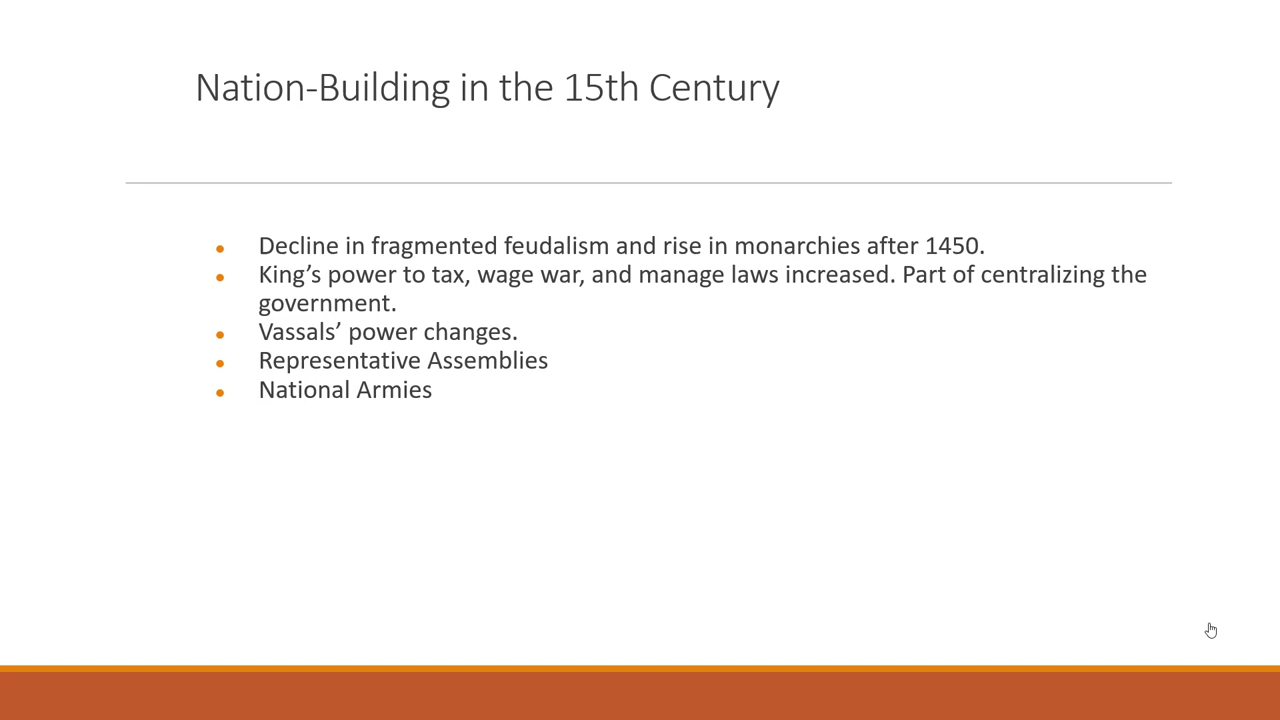 Nation-Building in the 15th Century
Decline in fragmented feudalism and rise in monarchies after 1450.
King’s power to tax, wage war, and manage laws increased. Part of centralizing the
government.
Vassals’ power changes.
Representative Assemblies
National Armies